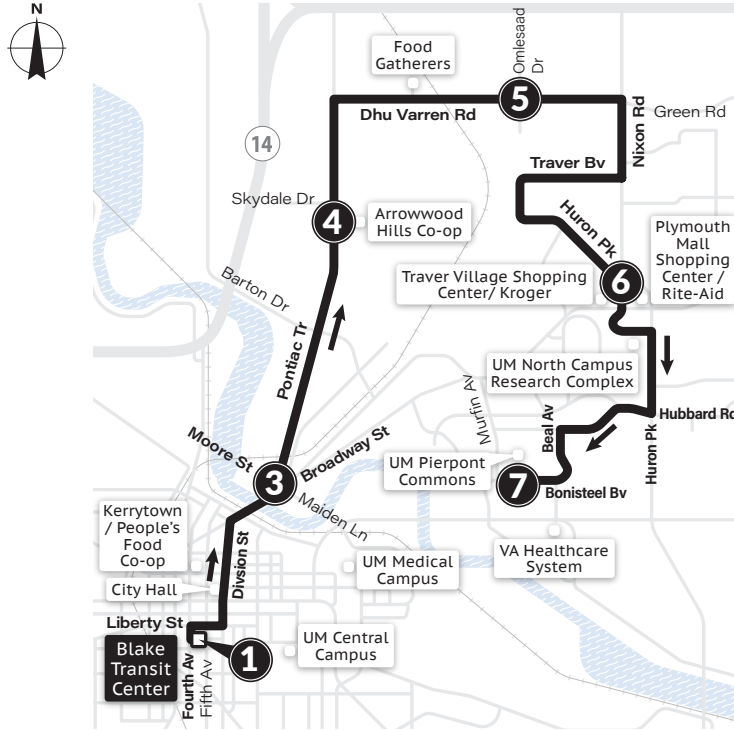 N
Food
Gatherers
Omlesaad
Dr
5
Dhu Varren Rd
Nixon Rd
Green Rd
14
Traver Bv
Skydale Dr
4
Arrowwood
Hills Co-op
Huron Pk
Plymouth
Mall
Shopping
Center /
Rite-Aid
6
Traver Village Shopping
Center/ Kroger
Barton Dr
Pontiac Tr
UM North Campus
Research Complex
Murfin Av
Beal Av
Hubbard Rd
Huron Pk
Moore St
Broadway St
3
UM Pierpont
Commons
7
Bonisteel Bv
Maiden Ln
Kerrytown
/ People's
Food
Co-op
Divsion St
VA Healthcare
System
UM Medical
Campus
City Hall
Liberty St
UM Central
Campus
Blake
Transit
Center
1
Fourth Av
Fifth Av